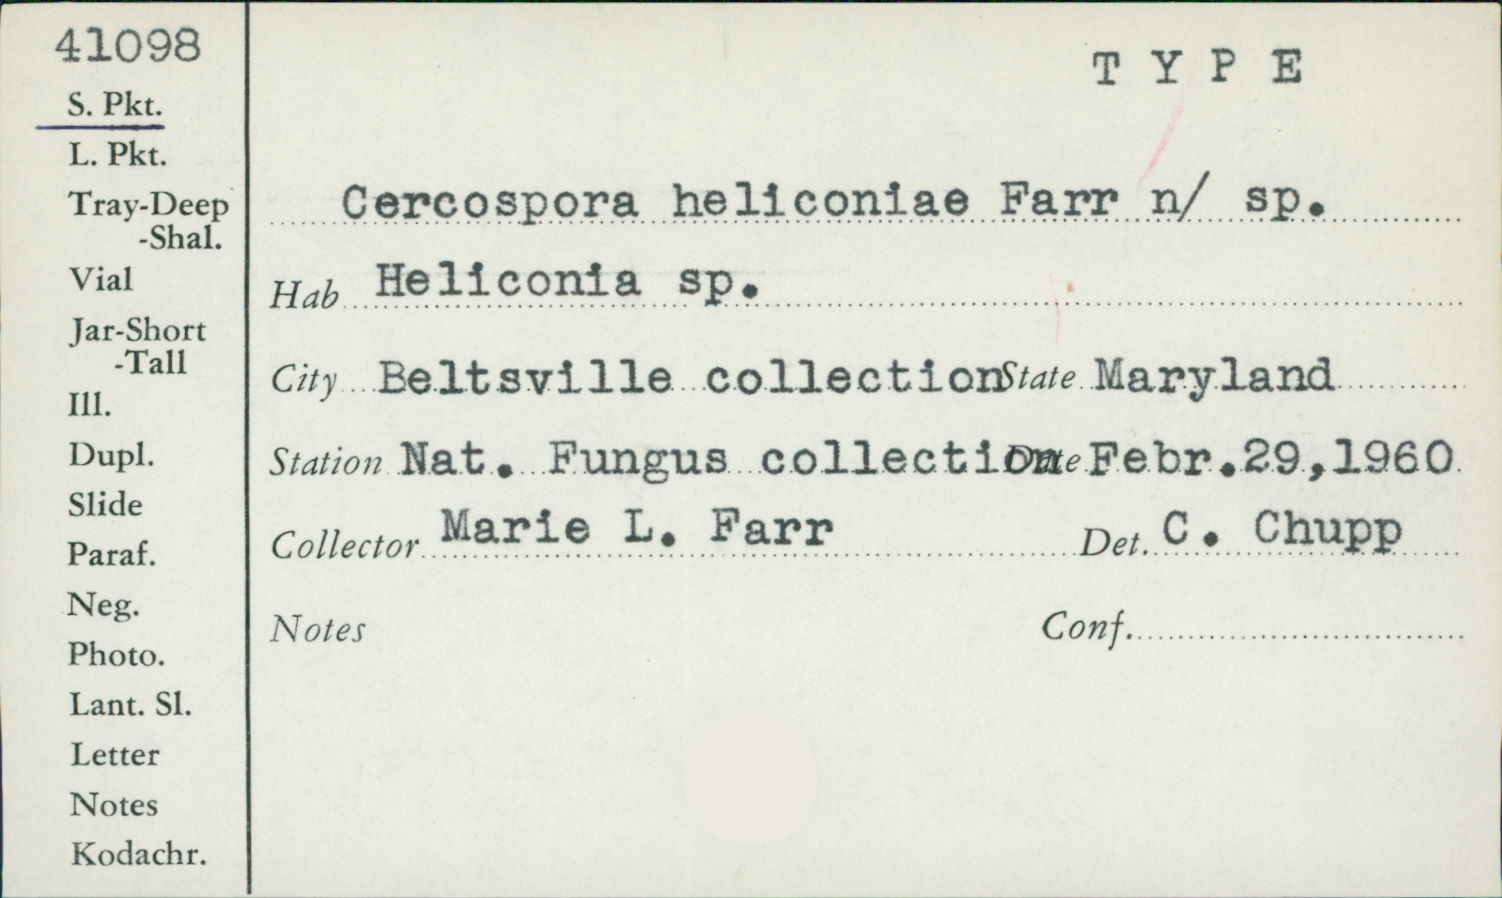 41098
S. Pkt.
L. Pkt.
Tray-Deep
-Shal.
Vial
Jar-Short
-Tall
Ill.
Dupl.
Slide
Paraf.
Neg.
Photo.
Lant. Sl.
Letter
Notes
Kodachr.
T Y P E
Cercospora heliconiae Farr n/ sp.
Hab Heliconia sp.
City Beltsville collection State Maryland
Station Nat. Fungus collection Date Febr.29,1960
Collector Marie L. Farr Det. C. Chupp
Notes Conf.